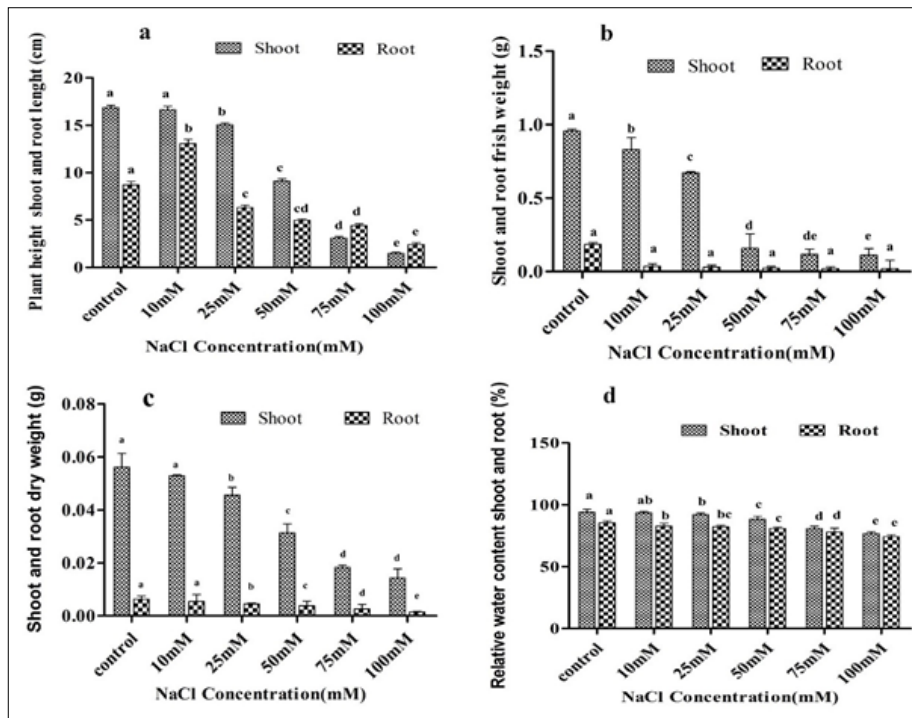 a
Shoot Root
Plant height shoot and root lenght (cm)
20
15
10
5
0
a a b c d e
a b c cd d e
control 10mM 25mM 50mM 75mM 100mM
NaCl Concentration(mM)
b
Shoot Root
Shoot and root frish weight (g)
1.5
1.0
0.5
0.0
a b c d de e
a a a a a a
control 10mM 25mM 50mM 75mM 100mM
NaCl Concentration(mM)
c
Shoot Root
Shoot and root dry weight (g)
0.08
0.06
0.04
0.02
0.00
a a b c d d
a a b c d e
control 10mM 25mM 50mM 75mM 100mM
NaCl Concentration(mM)
d
Shoot Root
Relative water content shoot and root (%)
150
100
50
0
a ab b c d e
a b bc c d e
control 10mM 25mM 50mM 75mM 100mM
NaCl Concentration(mM)